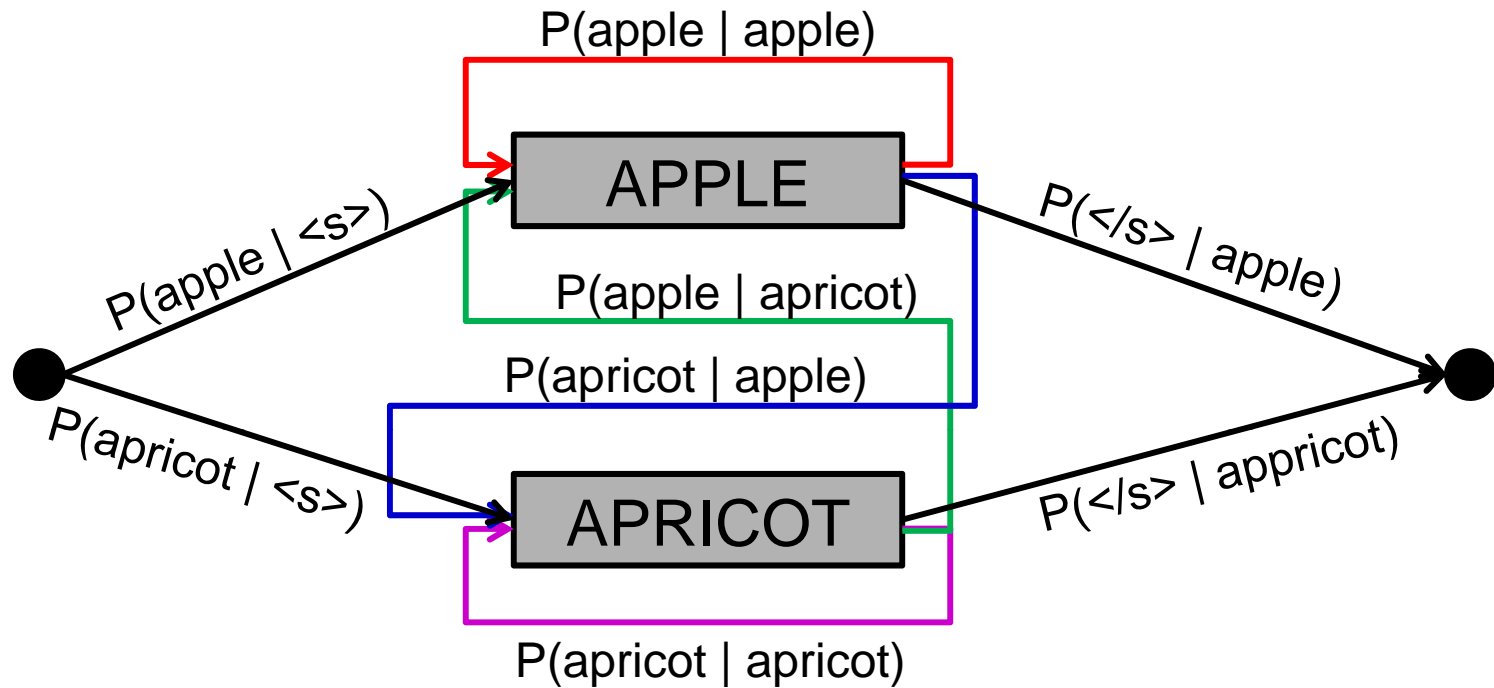 P(apple | apple)
APPLE
P(apple | <s>)
P(</s> | apple)
P(apple | apricot)
P(apricot | apple)
P(apricot | <s>)
P(</s> | appricot)
APRICOT
P(apricot | apricot)